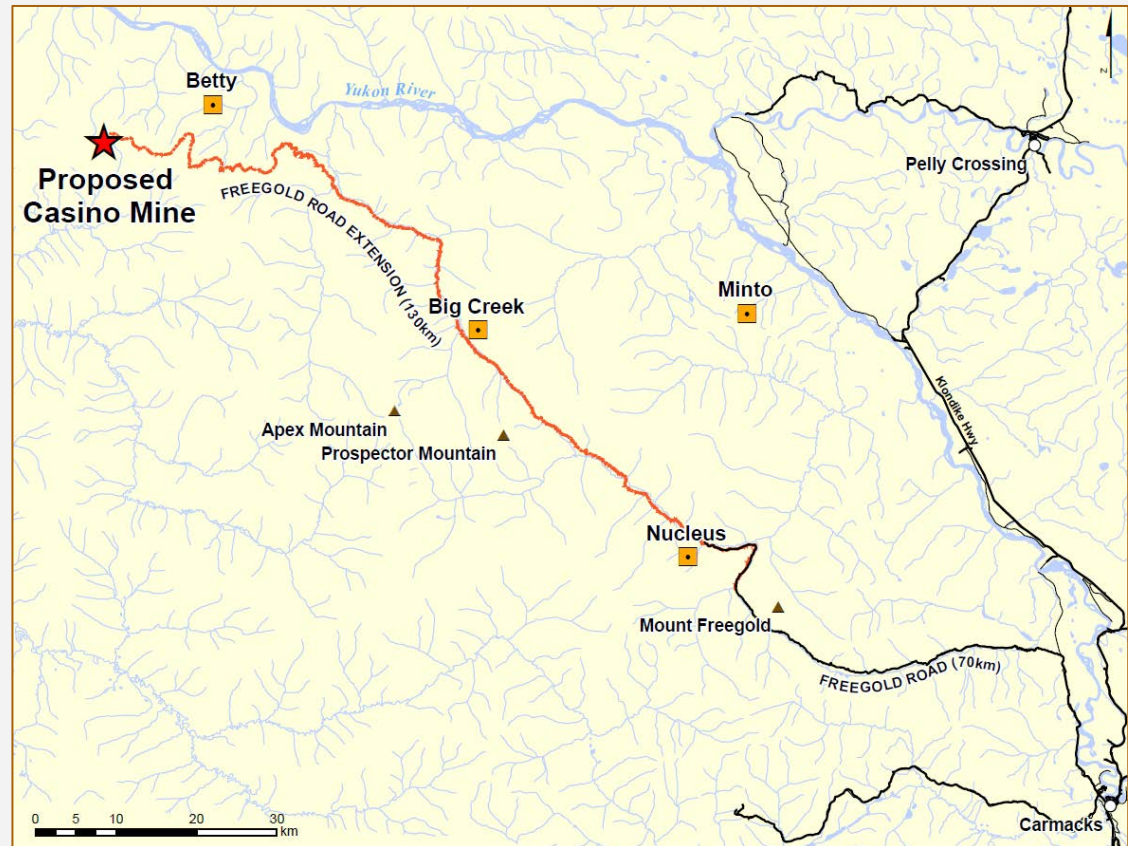 Betty
Yukon River
z
Pelly Crossing
Proposed
Casino Mine
FREEGOLD ROAD EXTENSION (130km)
Minto
Big Creek
Klondike Hwy
Apex Mountain
Prospector Mountain
Nucleus
Mount Freegold
FREEGOLD ROAD (70km)
0 5 10 20 30
km
Carmacks